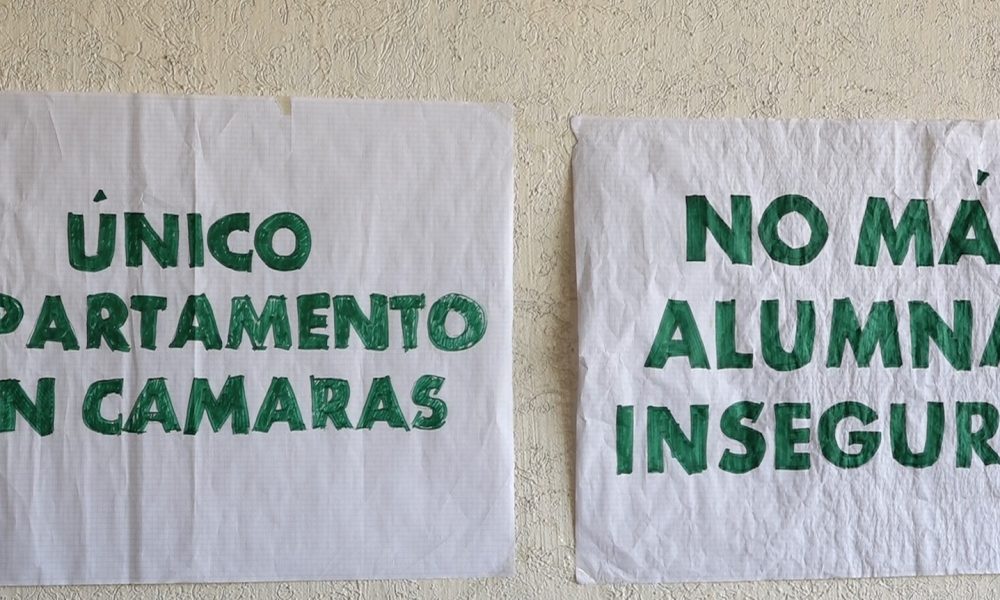 ÚNICO
PARTAMENTO
N CAMARAS
NO MÁ
ALUMNA
INSEGUR